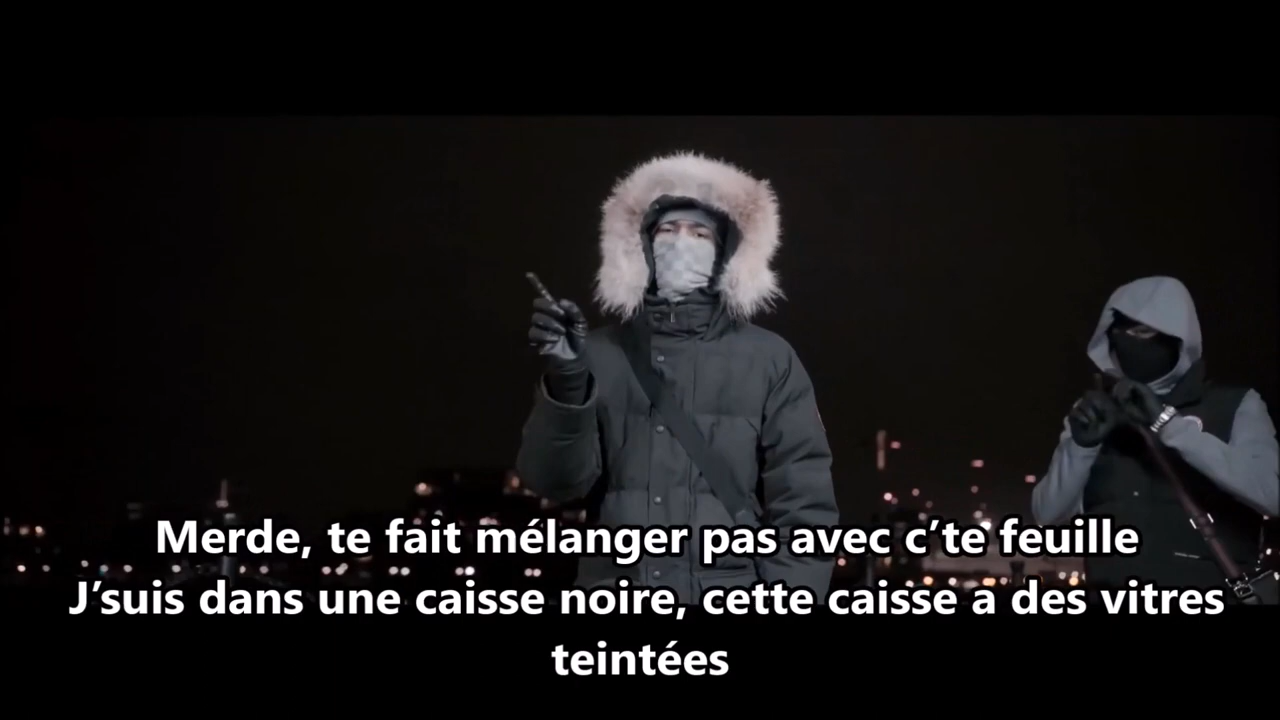 Merde, te fait mélanger pas avec c’te feuille
J’suis dans une caisse noire, cette caisse a des vitres
teintées